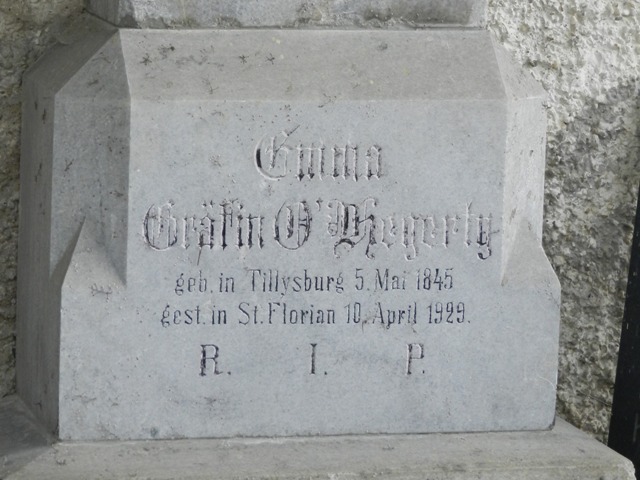 Emma
Gräfin O'Hegerty
geb. in Tillysburg 5. Mai 1845
gest. in St. Florian 10. April 1929.
R. I. P.